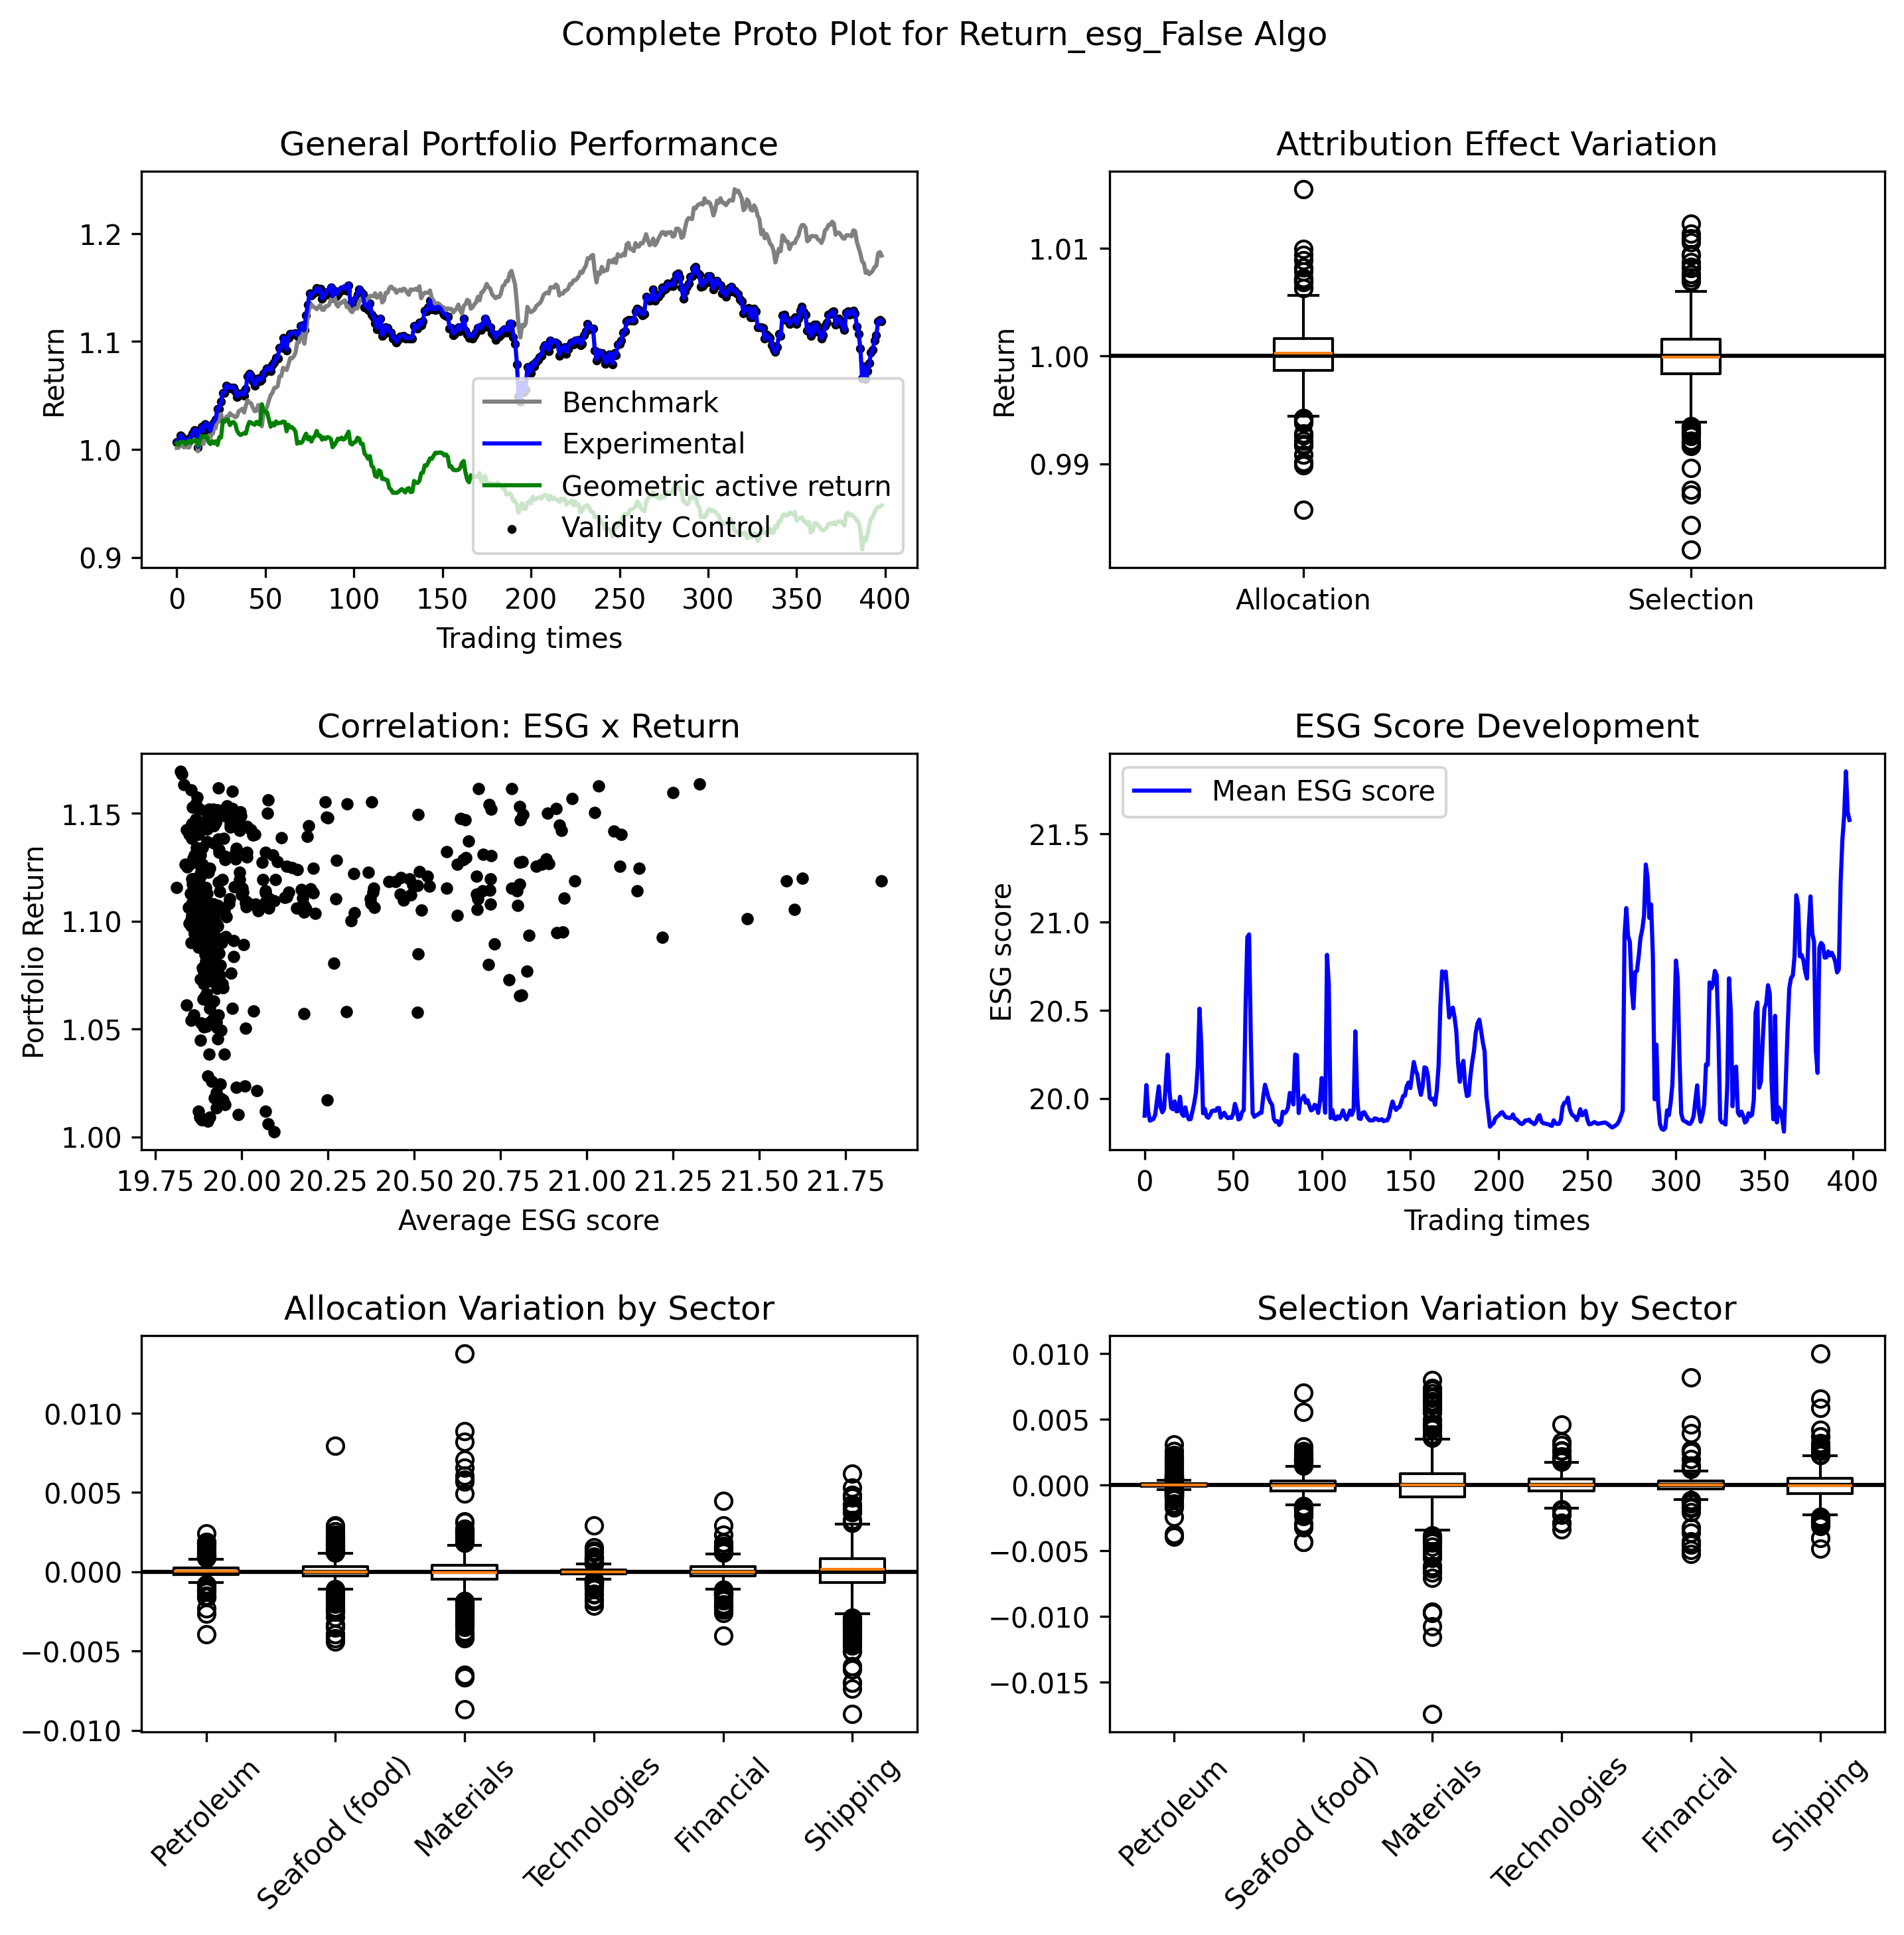 Complete Proto Plot for Return_esg_False Algo
General Portfolio Performance
Return
1.2
1.1
1.0
0.9
Benchmark
Experimental
Geometric active return
Validity Control
0 50 100 150 200 250 300 350 400
Trading times
Attribution Effect Variation
Return
1.01
1.00
0.99
Allocation Selection
Correlation: ESG x Return
Portfolio Return
1.15
1.10
1.05
1.00
19.75 20.00 20.25 20.50 20.75 21.00 21.25 21.50 21.75
Average ESG score
ESG Score Development
Mean ESG score
ESG score
21.5
21.0
20.5
20.0
0 50 100 150 200 250 300 350 400
Trading times
Allocation Variation by Sector
0.010
0.005
0.000
−0.005
−0.010
Petroleum
Seafood (food)
Materials
Technologies
Financial
Shipping
Selection Variation by Sector
0.010
0.005
0.000
−0.005
−0.010
−0.015
Petroleum
Seafood (food)
Materials
Technologies
Financial
Shipping